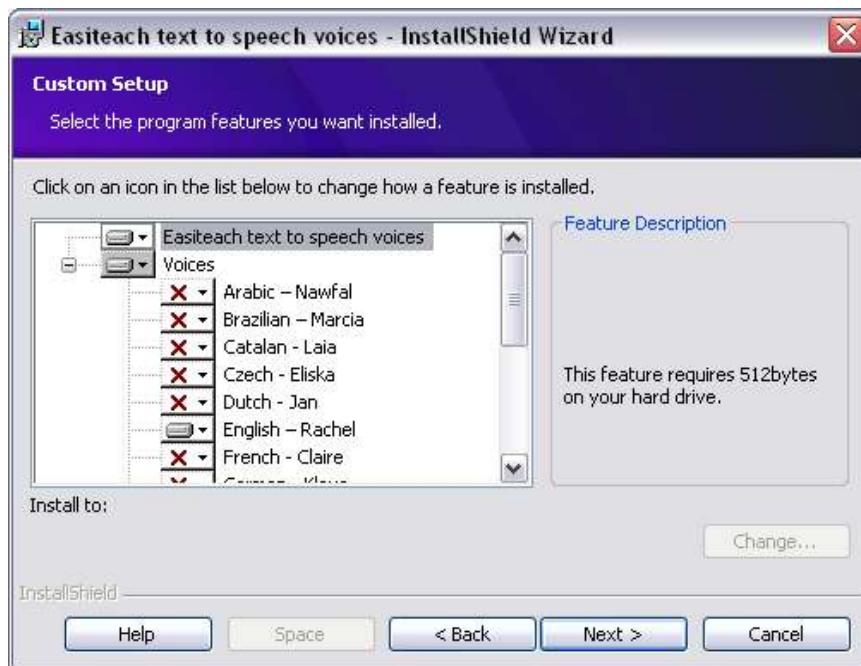 Easiteach text to speech voices - InstallShield Wizard
Custom Setup
Select the program features you want installed.
Click on an icon in the list below to change how a feature is installed.
Easiteach text to speech voices
Voices
Arabic – Nawfal
Brazilian – Marcia
Catalan - Laia
Czech - Eliska
Dutch - Jan
English – Rachel
French - Claire
Feature Description
This feature requires 512bytes
on your hard drive.
Install to:
Change...
InstallShield
Help
Space
< Back
Next >
Cancel